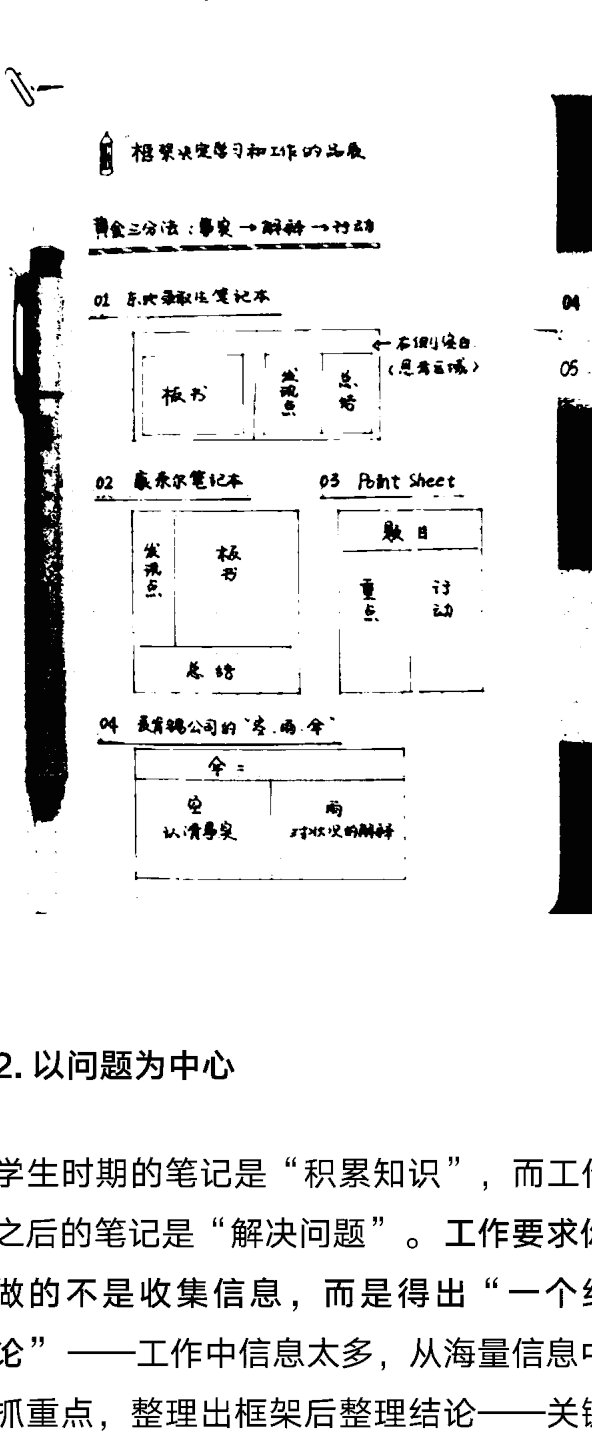 框架决定学习和工作的品质
黄金三分法：事实→解释→行动
01 东大录取生笔记本
←右侧空白
（思考区域）
板书
发现点
总结
02 康奈尔笔记本
发现点
板书
总结
03 Point Sheet
题目
重点
行动
04 麦肯锡公司的“空.雨.伞”
伞=
空
认清事实
雨
对状况的解释
04
05
2. 以问题为中心
学生时期的笔记是“积累知识”，而工作
之后的笔记是“解决问题”。工作要求你
做的不是收集信息，而是得出“一个结
论”——工作中信息太多，从海量信息中
抓重点，整理出框架后整理结论——关键